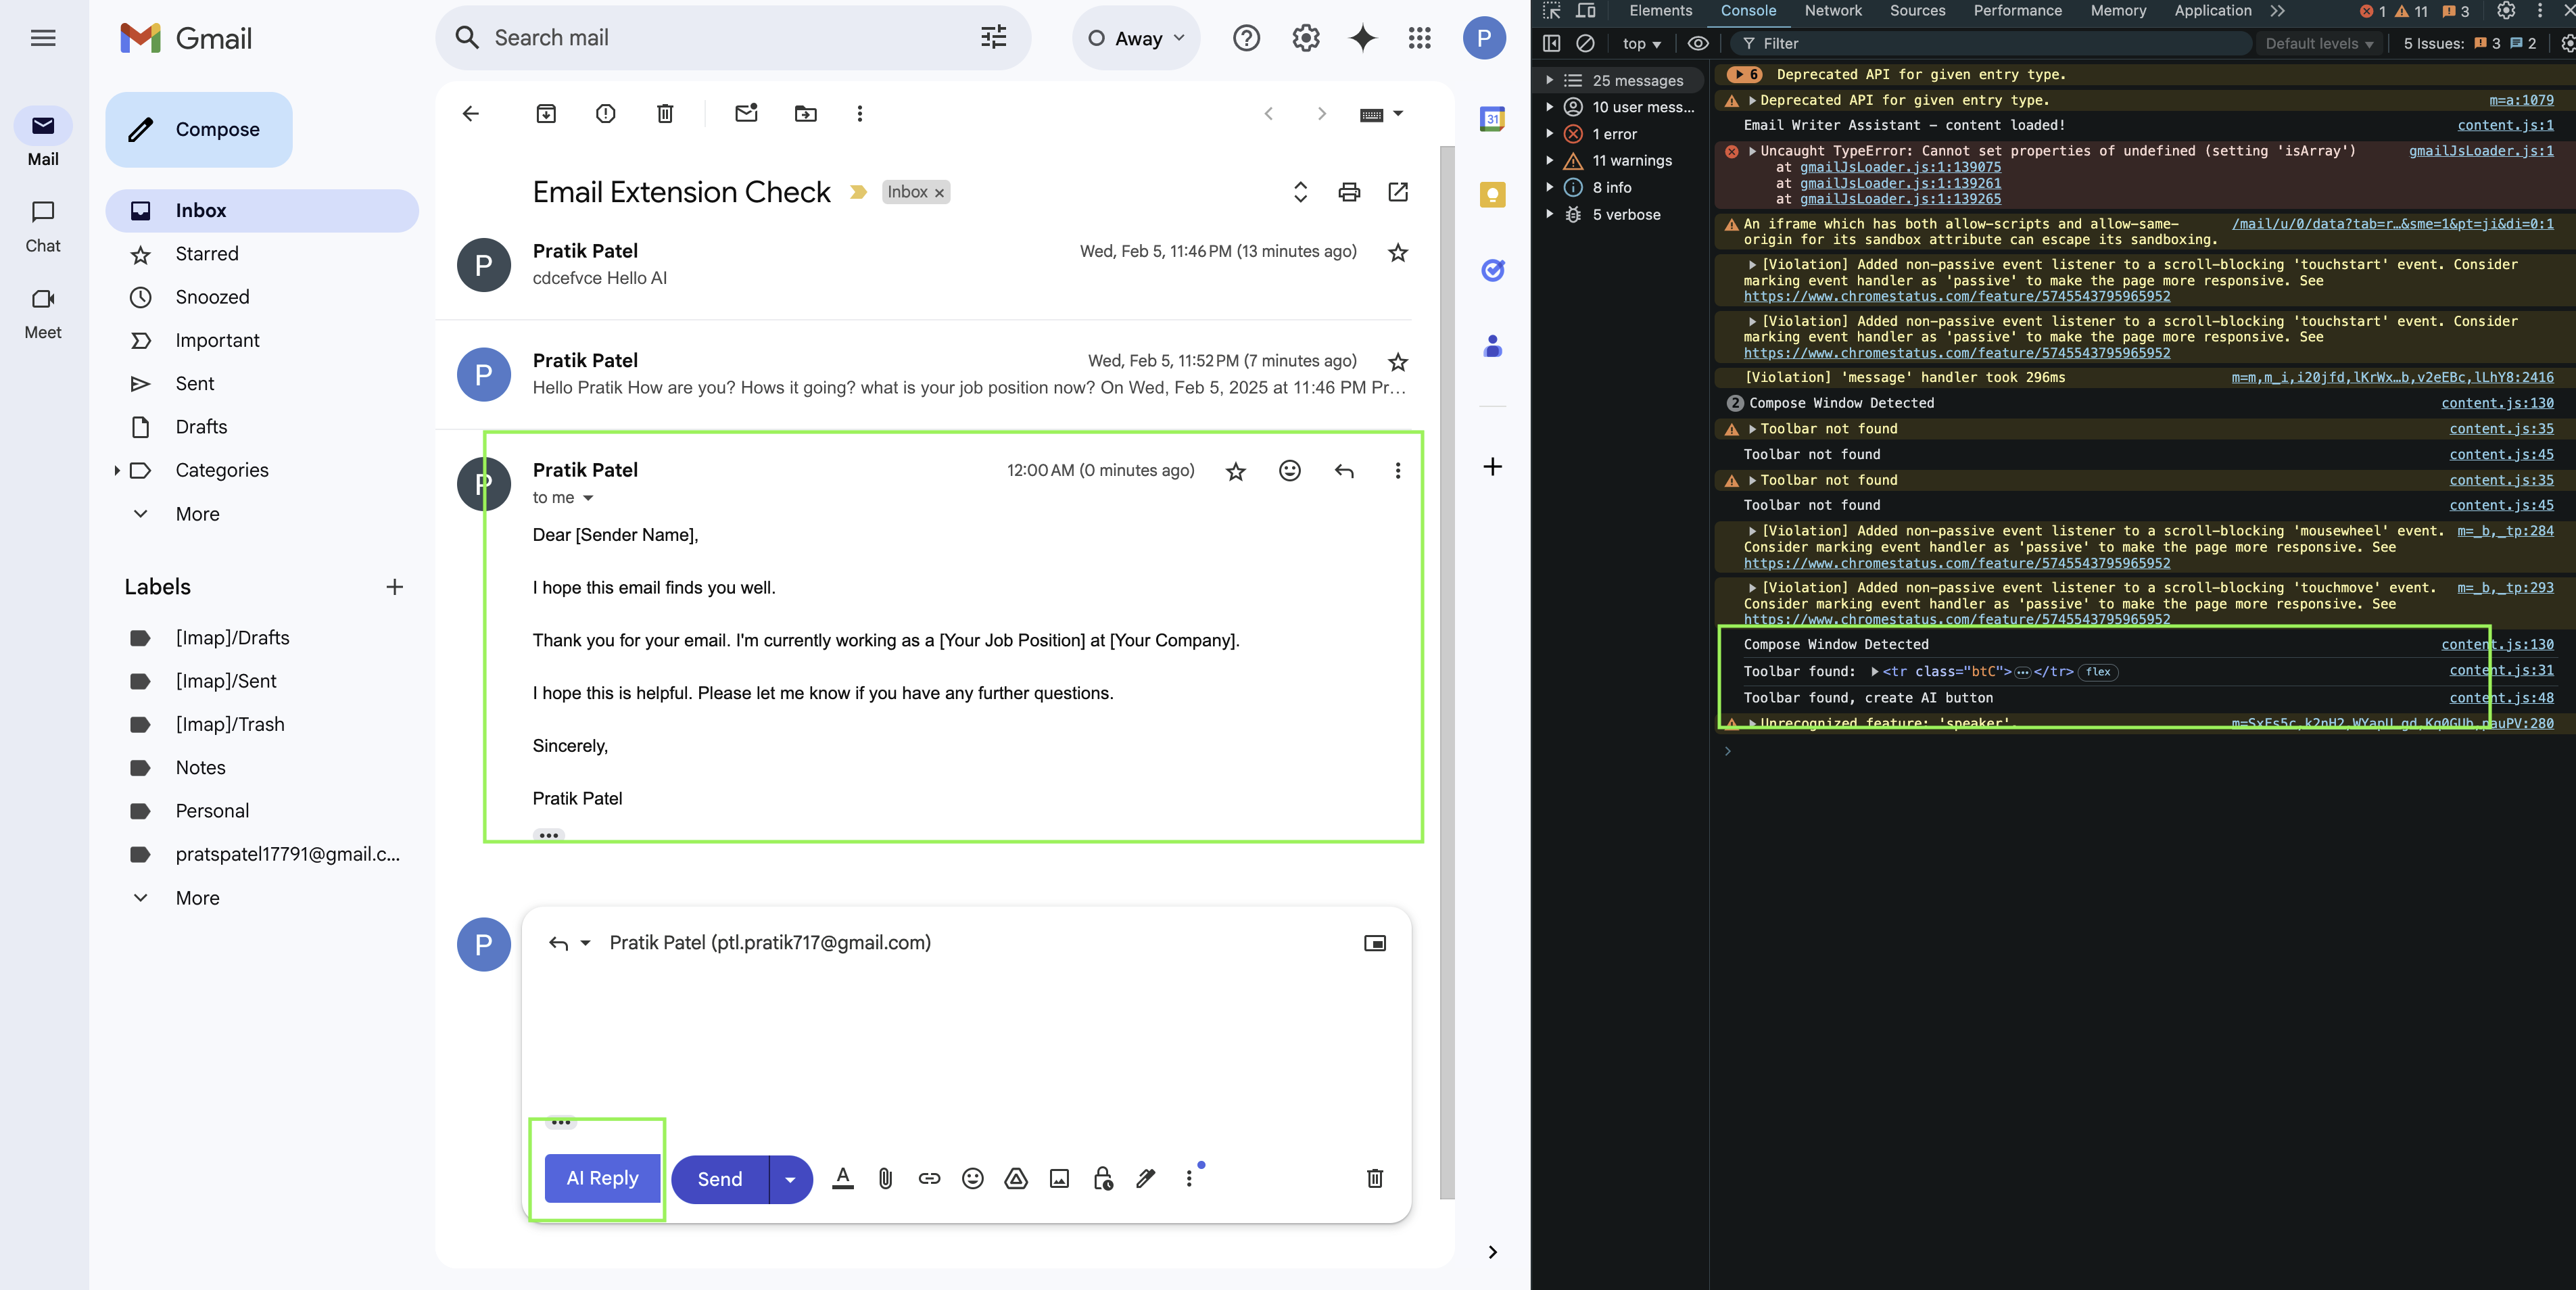 Gmail
Search mail
Away
P
Mail
Chat
Meet
Compose
Inbox
Starred
Snoozed
Important
Sent
Drafts
Categories
More
Labels
[Imap]/Drafts
[Imap]/Sent
[Imap]/Trash
Notes
Personal
pratspatel17791@gmail.c...
More
Email Extension Check
Inbox ×
P
Pratik Patel
Wed, Feb 5, 11:46 PM (13 minutes ago)
cdcefvce Hello AI
P
Pratik Patel
Wed, Feb 5, 11:52 PM (7 minutes ago)
Hello Pratik How are you? Hows it going? what is your job position now? On Wed, Feb 5, 2025 at 11:46 PM Pr...
P
Pratik Patel
12:00 AM (0 minutes ago)
to me
Dear [Sender Name],
I hope this email finds you well.
Thank you for your email. I'm currently working as a [Your Job Position] at [Your Company].
I hope this is helpful. Please let me know if you have any further questions.
Sincerely,
Pratik Patel
P
Pratik Patel (ptl.pratik717@gmail.com)
AI Reply
Send
31
Elements Console Network Sources Performance Memory Application 1 11 3
top Filter Default levels 5 Issues: 3 2
25 messages
10 user mess...
1 error
11 warnings
8 info
5 verbose
6 Deprecated API for given entry type.
Deprecated API for given entry type. m=a:1079
Email Writer Assistant – content loaded! content.js:1
Uncaught TypeError: Cannot set properties of undefined (setting 'isArray') gmailJsLoader.js:1
at gmailJsLoader.js:1:139075
at gmailJsLoader.js:1:139261
at gmailJsLoader.js:1:139265
An iframe which has both allow-scripts and allow-same- /mail/u/0/data?tab=r…&sme=1&pt=ji&di=0:1
origin for its sandbox attribute can escape its sandboxing.
[Violation] Added non-passive event listener to a scroll-blocking 'touchstart' event. Consider
marking event handler as 'passive' to make the page more responsive. See
https://www.chromestatus.com/feature/5745543795965952
[Violation] Added non-passive event listener to a scroll-blocking 'touchstart' event. Consider
marking event handler as 'passive' to make the page more responsive. See
https://www.chromestatus.com/feature/5745543795965952
[Violation] 'message' handler took 296ms m=m,m_i,i20jfd,lKrWx…b,v2eEBc,lLhY8:2416
2 Compose Window Detected content.js:130
Toolbar not found content.js:35
Toolbar not found content.js:45
Toolbar not found content.js:35
Toolbar not found content.js:45
[Violation] Added non-passive event listener to a scroll-blocking 'mousewheel' event. m=_b,_tp:284
Consider marking event handler as 'passive' to make the page more responsive. See
https://www.chromestatus.com/feature/5745543795965952
[Violation] Added non-passive event listener to a scroll-blocking 'touchmove' event. m=_b,_tp:293
Consider marking event handler as 'passive' to make the page more responsive. See
https://www.chromestatus.com/feature/5745543795965952
Compose Window Detected content.js:130
Toolbar found: <tr class="btC">…</tr> flex content.js:31
Toolbar found, create AI button content.js:48
Unrecognized feature: 'speaker'.